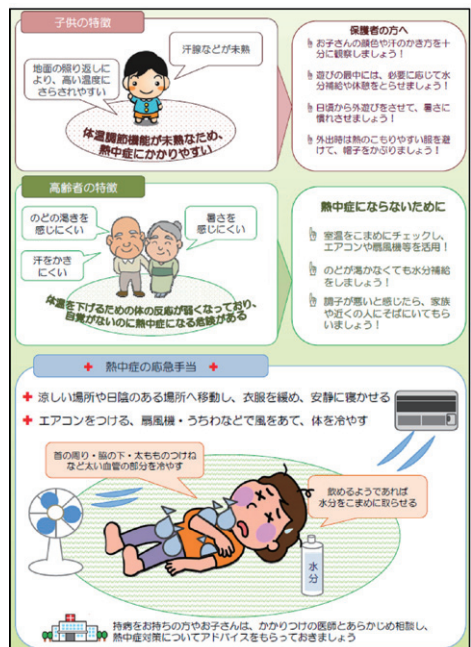 子供の特徴
汗腺などが未熟
地面の照り返しに
より、高い温度に
さらされやすい
体温調節機能が未熟なため、
熱中症にかかりやすい
保護者の方へ
お子さんの顔色や汗のかき方を十
分に観察しましょう！
遊びの最中には、必要に応じて水
分補給や休憩をとらせましょう！
日頃から外遊びをさせて、暑さに
慣れさせましょう！
外出時は熱のこもりやすい服を避
けて、帽子をかぶりましょう！
高齢者の特徴
のどの渇きを
感じにくい
暑さを
感じにくい
汗をかき
にくい
体温を下げるための体の反応が弱くなっており、
自覚がないのに熱中症になる危険がある
熱中症にならないために
室温をこまめにチェックし、
エアコンや扇風機等を活用！
のどが渇かなくても水分補給
をしましょう！
調子が悪いと感じたら、家族
や近くの人にそばにいてもら
いましょう！
熱中症の応急手当
涼しい場所や日陰のある場所へ移動し、衣服を緩め、安静に寝かせる
エアコンをつける、扇風機・うちわなどで風をあて、体を冷やす
首の周り・脇の下・太もものつけね
など太い血管の部分を冷やす
飲めるようであれば
水分をこまめに取らせる
水分
持病をお持ちの方やお子さんは、かかりつけの医師とあらかじめ相談し、
熱中症対策についてアドバイスをもらっておきましょう